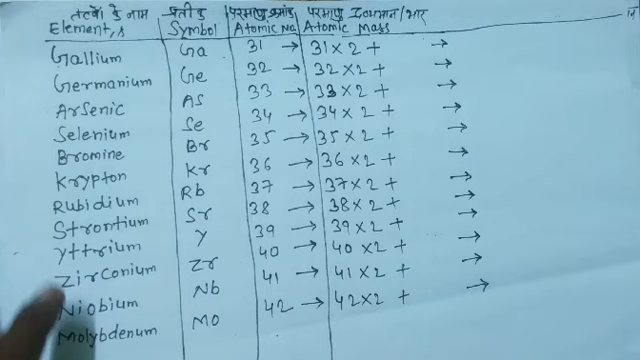 तत्वों के नाम प्रतीक परमाणु क्रमांक परमाणु द्रव्यमान/भार
Element,s Symbol Atomic No Atomic Mass
Gallium Ga 31 → 31 × 2 + →
Germanium Ge 32 → 32 × 2 + →
Arsenic As 33 → 33 × 2 + →
Selenium Se 34 → 34 × 2 + →
Bromine Br 35 → 35 × 2 + →
Krypton Kr 36 → 36 × 2 + →
Rubidium Rb 37 → 37 × 2 + →
Strontium Sr 38 → 38 × 2 + →
Yttrium Y 39 → 39 × 2 + →
Zirconium Zr 40 → 40 × 2 + →
Niobium Nb 41 → 41 × 2 + →
Molybdenum Mo 42 → 42 × 2 + →